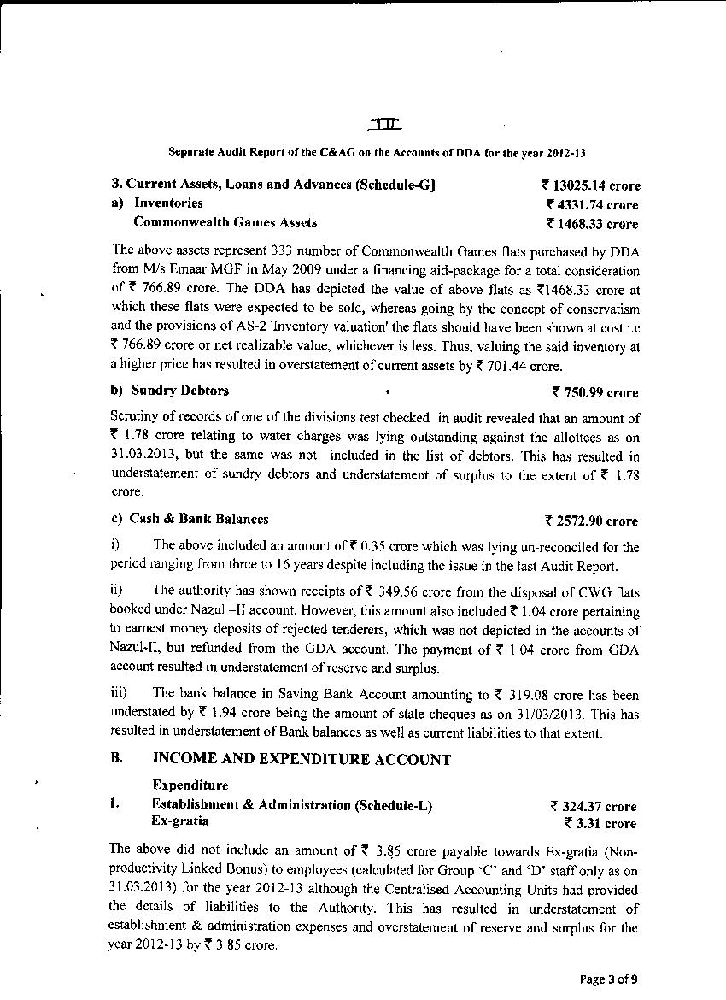 III
Separate Audit Report of the C&AG on the Accounts of DDA for the year 2012-13
3. Current Assets, Loans and Advances (Schedule-G) ₹ 13025.14 crore
a) Inventories ₹ 4331.74 crore
Commonwealth Games Assets ₹ 1468.33 crore
The above assets represent 333 number of Commonwealth Games flats purchased by DDA
from M/s Emaar MGF in May 2009 under a financing aid-package for a total consideration
of ₹ 766.89 crore. The DDA has depicted the value of above flats as ₹1468.33 crore at
which these flats were expected to be sold, whereas going by the concept of conservatism
and the provisions of AS-2 'Inventory valuation' the flats should have been shown at cost i.e
₹ 766.89 crore or net realizable value, whichever is less. Thus, valuing the said inventory at
a higher price has resulted in overstatement of current assets by ₹ 701.44 crore.
b) Sundry Debtors ₹ 750.99 crore
Scrutiny of records of one of the divisions test checked in audit revealed that an amount of
₹ 1.78 crore relating to water charges was lying outstanding against the allottees as on
31.03.2013, but the same was not included in the list of debtors. This has resulted in
understatement of sundry debtors and understatement of surplus to the extent of ₹ 1.78
crore.
c) Cash & Bank Balances ₹ 2572.90 crore
i) The above included an amount of ₹ 0.35 crore which was lying un-reconciled for the
period ranging from three to 16 years despite including the issue in the last Audit Report.
ii) The authority has shown receipts of ₹ 349.56 crore from the disposal of CWG flats
booked under Nazul –II account. However, this amount also included ₹ 1.04 crore pertaining
to earnest money deposits of rejected tenderers, which was not depicted in the accounts of
Nazul-II, but refunded from the GDA account. The payment of ₹ 1.04 crore from GDA
account resulted in understatement of reserve and surplus.
iii) The bank balance in Saving Bank Account amounting to ₹ 319.08 crore has been
understated by ₹ 1.94 crore being the amount of stale cheques as on 31/03/2013. This has
resulted in understatement of Bank balances as well as current liabilities to that extent.
B. INCOME AND EXPENDITURE ACCOUNT
Expenditure
1. Establishment & Administration (Schedule-L) ₹ 324.37 crore
Ex-gratia ₹ 3.31 crore
The above did not include an amount of ₹ 3.85 crore payable towards Ex-gratia (Non-
productivity Linked Bonus) to employees (calculated for Group 'C' and 'D' staff only as on
31.03.2013) for the year 2012-13 although the Centralised Accounting Units had provided
the details of liabilities to the Authority. This has resulted in understatement of
establishment & administration expenses and overstatement of reserve and surplus for the
year 2012-13 by ₹ 3.85 crore.
Page 3 of 9